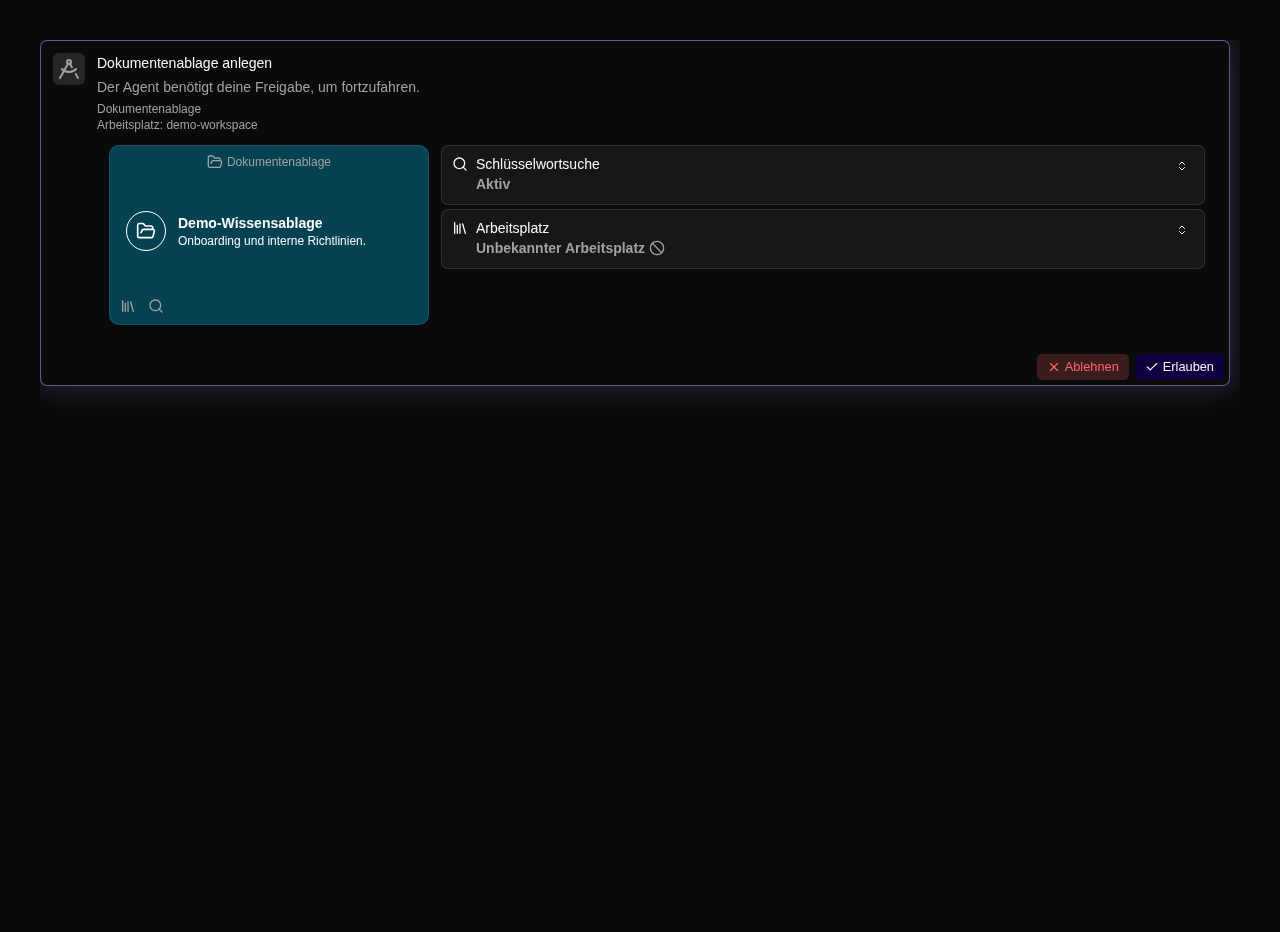 Dokumentenablage anlegen
Der Agent benötigt deine Freigabe, um fortzufahren.
Dokumentenablage
Arbeitsplatz: demo-workspace
Dokumentenablage
Demo-Wissensablage
Onboarding und interne Richtlinien.
Schlüsselwortsuche
Aktiv
Arbeitsplatz
Unbekannter Arbeitsplatz
Ablehnen
Erlauben